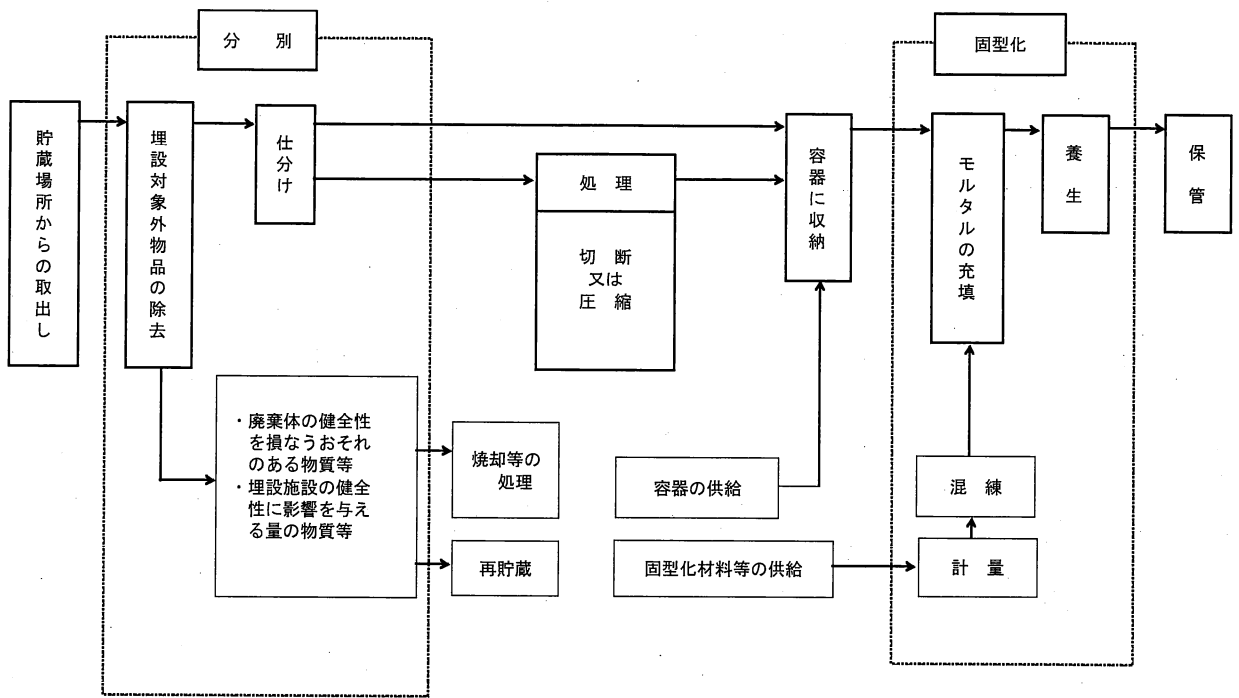 分　別
固型化
貯蔵場所からの取出し
埋設対象外物品の除去
仕分け
処　理
切　断
又は
圧　縮
容器に収納
モルタルの充填
養生
保管
・廃棄体の健全性
を損なうおそれ
のある物質等
・埋設施設の健全
性に影響を与え
る量の物質等
焼却等の
処理
再貯蔵
容器の供給
固型化材料等の供給
混　練
計　量